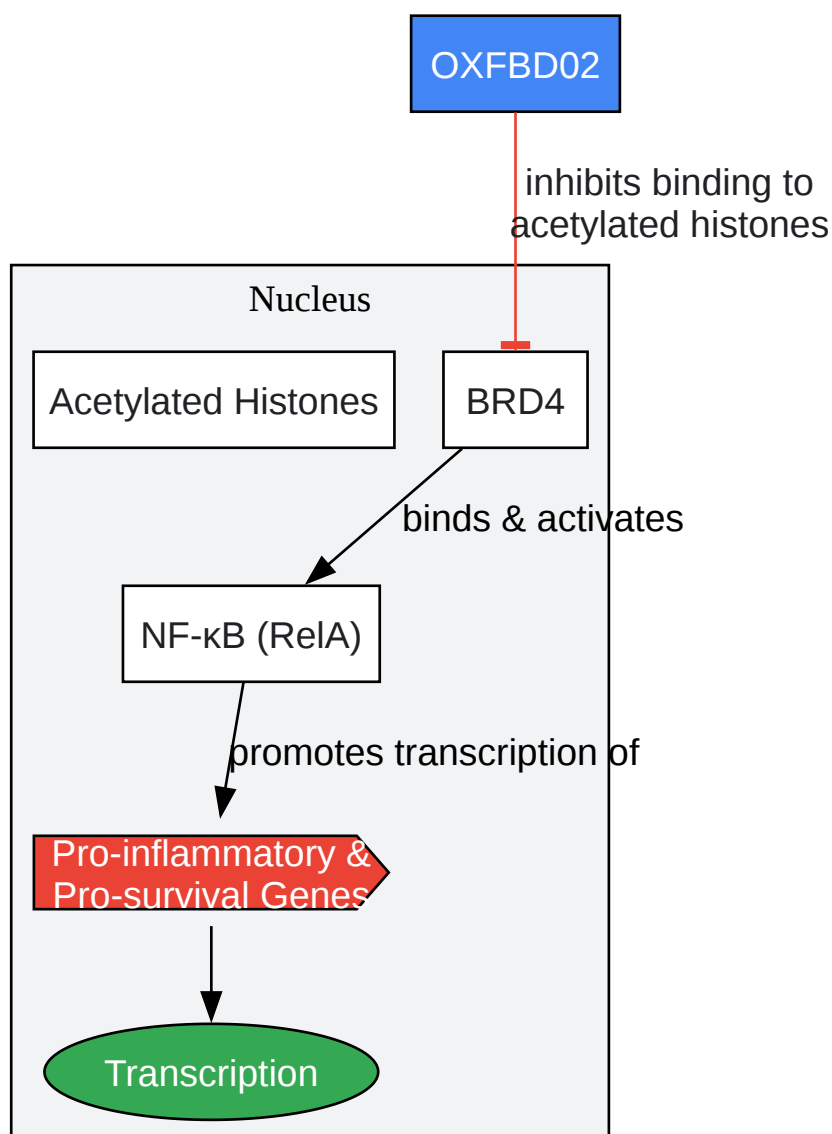 OXFBD02
inhibits binding to
acetylated histones
Nucleus
Acetylated Histones
BRD4
binds & activates
NF-κB (RelA)
promotes transcription of
Pro-inflammatory &
Pro-survival Genes
Transcription